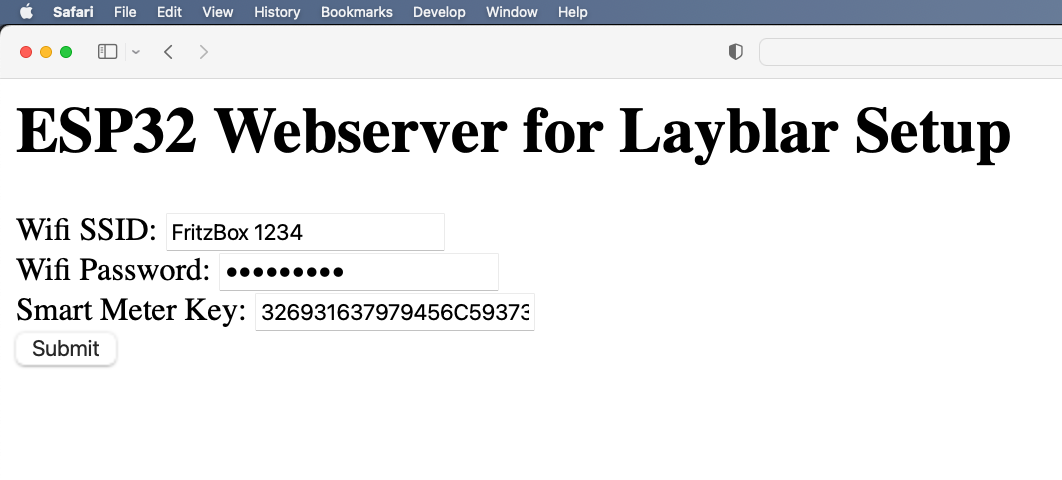 Safari File Edit View History Bookmarks Develop Window Help
ESP32 Webserver for Layblar Setup
Wifi SSID: FritzBox 1234
Wifi Password: •••••••••
Smart Meter Key: 326931637979456C59373
Submit